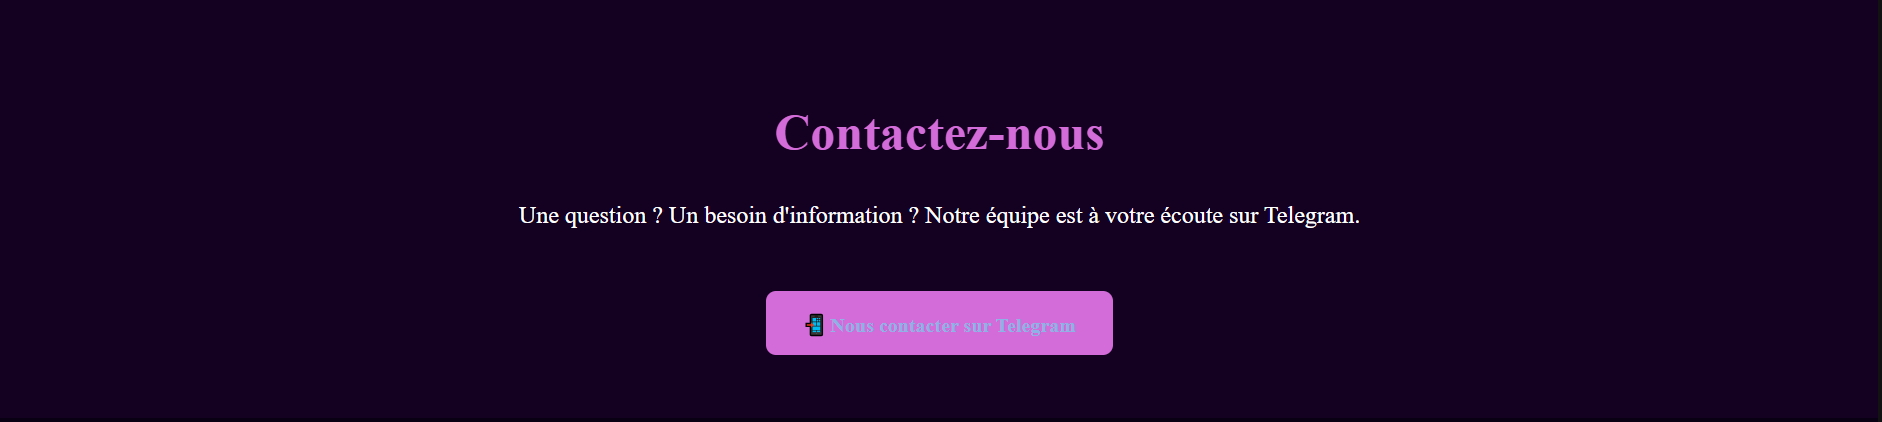 Contactez-nous
Une question ? Un besoin d'information ? Notre équipe est à votre écoute sur Telegram.
📲 Nous contacter sur Telegram